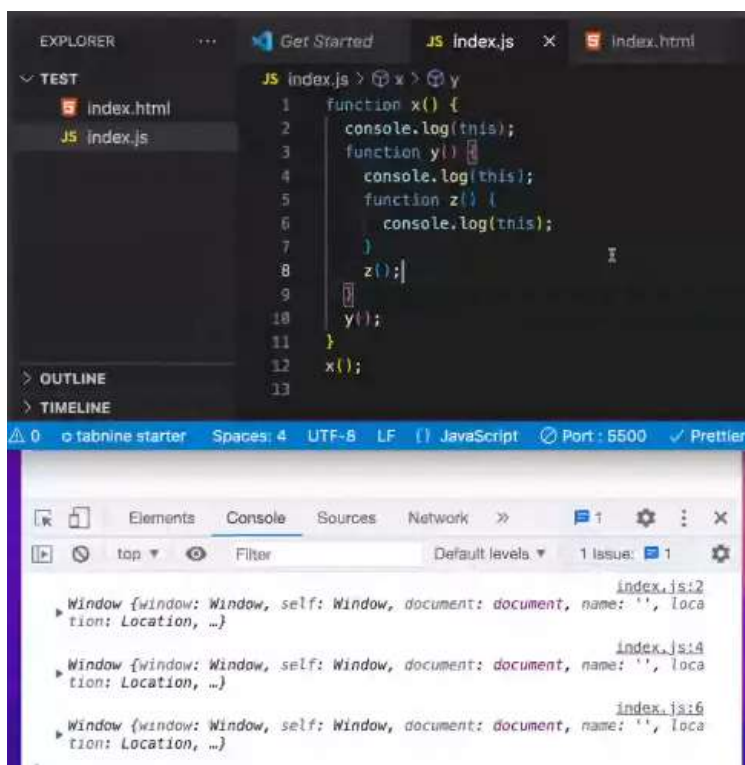 EXPLORER ...
Get Started JS index.js × index.html
TEST
index.html
JS index.js
JS index.js > x > y
1 function x() {
2 console.log(this);
3 function y() {
4 console.log(this);
5 function z() {
6 console.log(this);
7 }
8 z();
9 }
10 y();
11 }
12 x();
13
> OUTLINE
> TIMELINE
0 tabnine starter Spaces: 4 UTF-8 LF {} JavaScript Port : 5500 ✓ Prettier
Elements Console Sources Network » 1
top ▼ Filter Default levels ▼ 1 Issue: 1
index.js:2
Window {window: Window, self: Window, document: document, name: '', loca
tion: Location, …}
index.js:4
Window {window: Window, self: Window, document: document, name: '', loca
tion: Location, …}
index.js:6
Window {window: Window, self: Window, document: document, name: '', loca
tion: Location, …}